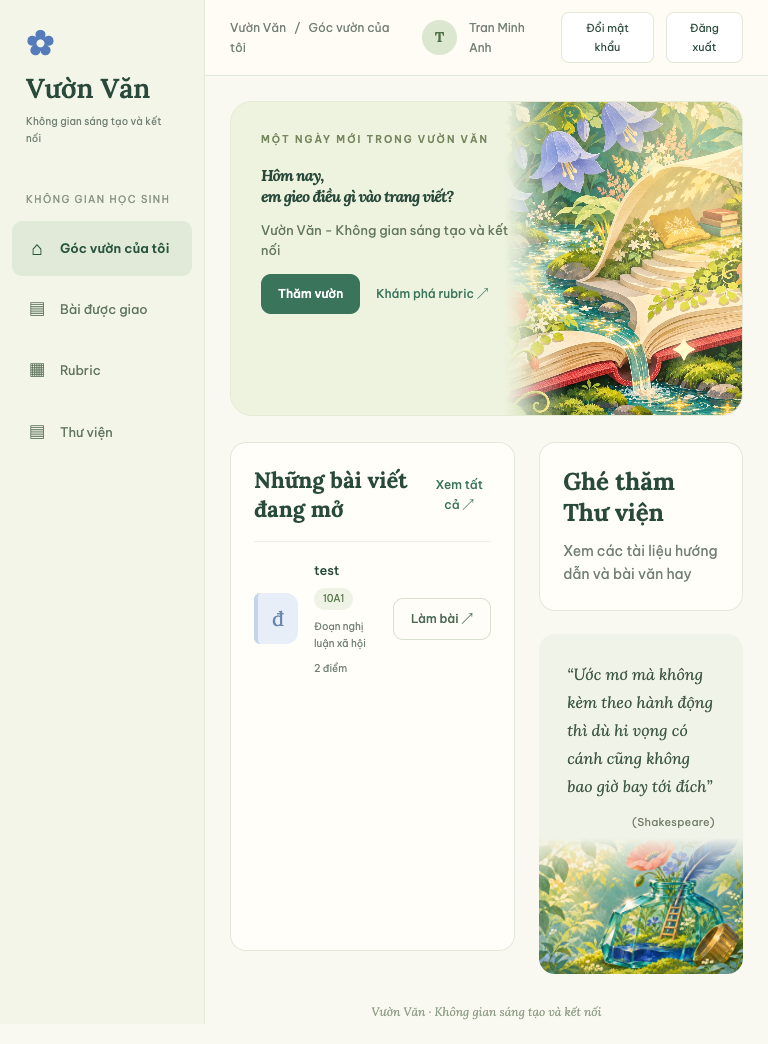 Vườn Văn
Không gian sáng tạo và kết
nối
KHÔNG GIAN HỌC SINH
Góc vườn của tôi
Bài được giao
Rubric
Thư viện
Vườn Văn / Góc vườn của
tôi
T
Tran Minh
Anh
Đổi mật
khẩu
Đăng
xuất
MỘT NGÀY MỚI TRONG VƯỜN VĂN
Hôm nay,
em gieo điều gì vào trang viết?
Vườn Văn - Không gian sáng tạo và kết
nối
Thăm vườn
Khám phá rubric ↗
Những bài viết
đang mở
Xem tất
cả ↗
test
10A1
đ
Đoạn nghị
luận xã hội
2 điểm
Làm bài ↗
Ghé thăm
Thư viện
Xem các tài liệu hướng
dẫn và bài văn hay
“Ước mơ mà không
kèm theo hành động
thì dù hi vọng có
cánh cũng không
bao giờ bay tới đích”
(Shakespeare)
Vườn Văn · Không gian sáng tạo và kết nối